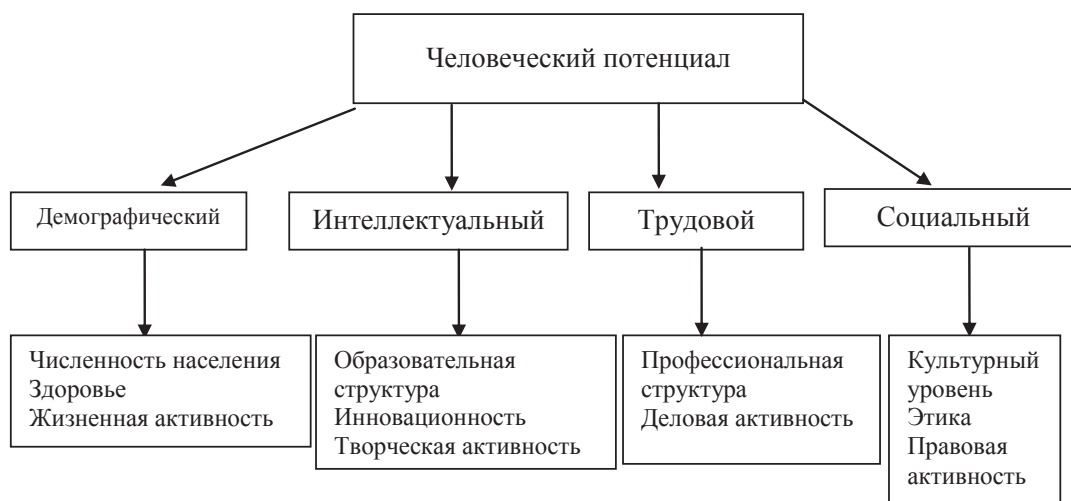 Человеческий потенциал
Демографический
Интеллектуальный
Трудовой
Социальный
Численность населения
Здоровье
Жизненная активность
Образовательная
структура
Инновационность
Творческая активность
Профессиональная
структура
Деловая активность
Культурный
уровень
Этика
Правовая
активность